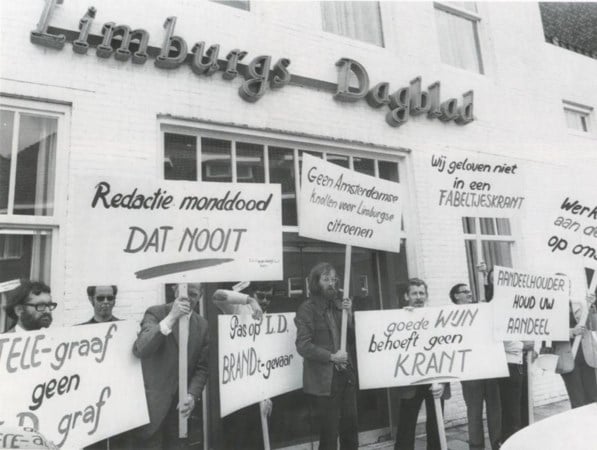 Limburgs Dagblad
Redactie monddood
DAT NOOIT
Geen Amsterdamse
Knollen voor Limburgse
citroenen
Wij geloven niet
in een
FABELTJESKRANT
Werk
aan de
op on
AANDEELHOUDER
HOUD UW
AANDEEL
TELE-graaf
geen
graaf
Pas op L.D.
BRANDt-gevaar
goede WIJN
behoeft geen
KRANT